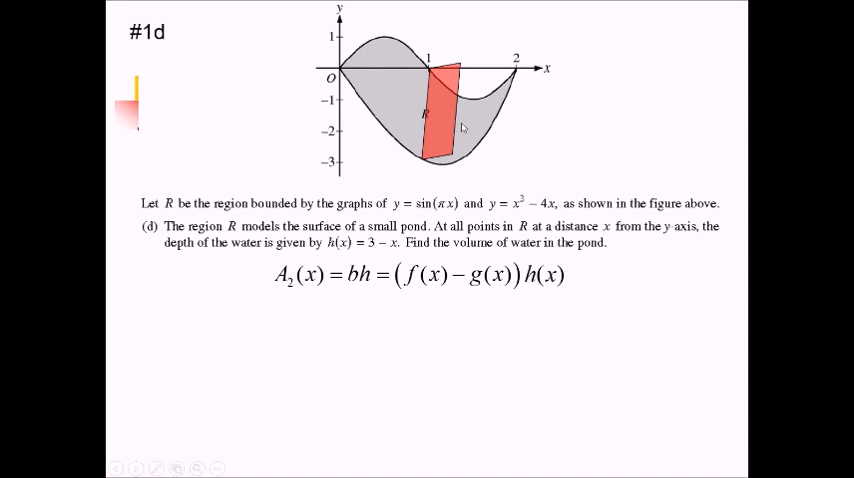 #1d
y
1
1
2
x
O
R
−1
−2
−3
Let R be the region bounded by the graphs of y = sin(πx) and y = x³ − 4x, as shown in the figure above.
(d) The region R models the surface of a small pond. At all points in R at a distance x from the y-axis, the
depth of the water is given by h(x) = 3 − x. Find the volume of water in the pond.
A₂(x) = bh = (f(x) − g(x))h(x)